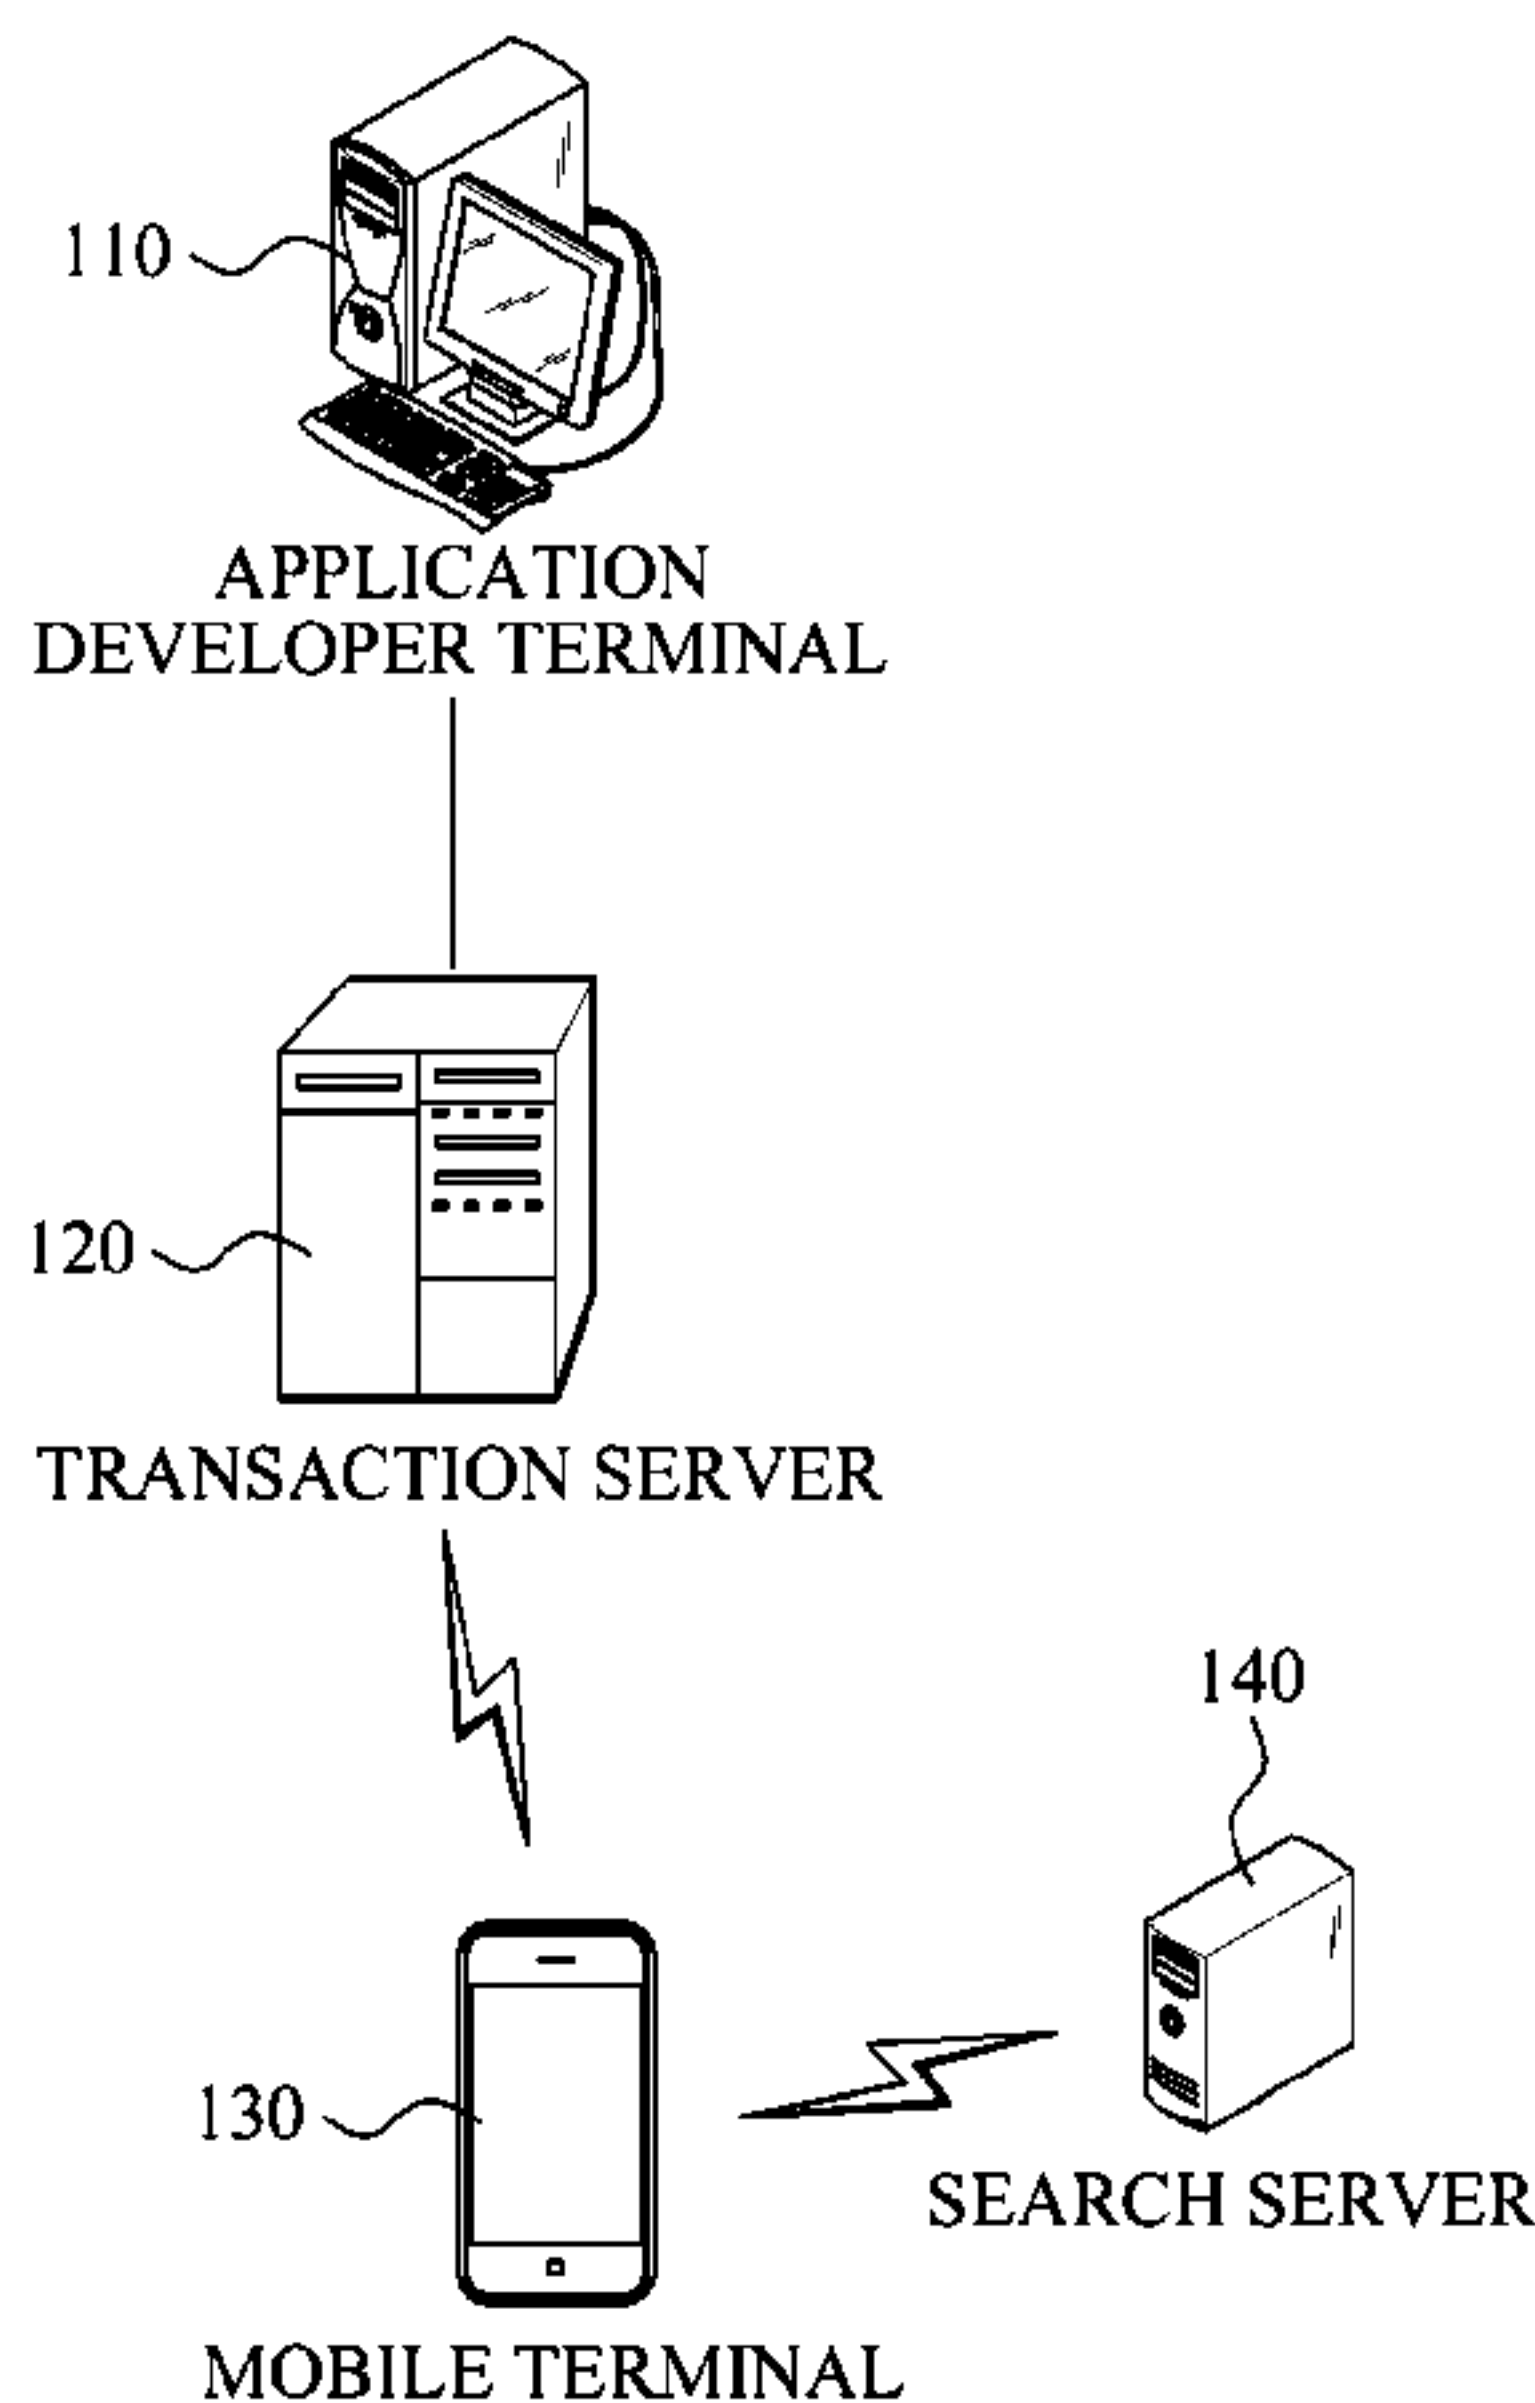 110
APPLICATION
DEVELOPER TERMINAL
120
TRANSACTION SERVER
140
130
SEARCH SERVER
MOBILE TERMINAL